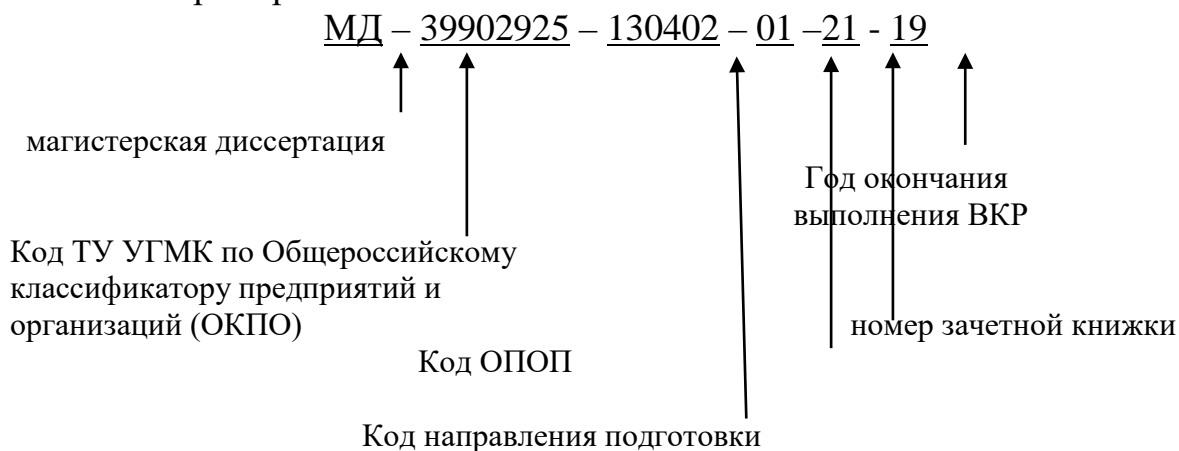 МД – 39902925 – 130402 – 01 –21 - 19
магистерская диссертация
Год окончания
выполнения ВКР
Код ТУ УГМК по Общероссийскому
классификатору предприятий и
организаций (ОКПО)
номер зачетной книжки
Код ОПОП
Код направления подготовки